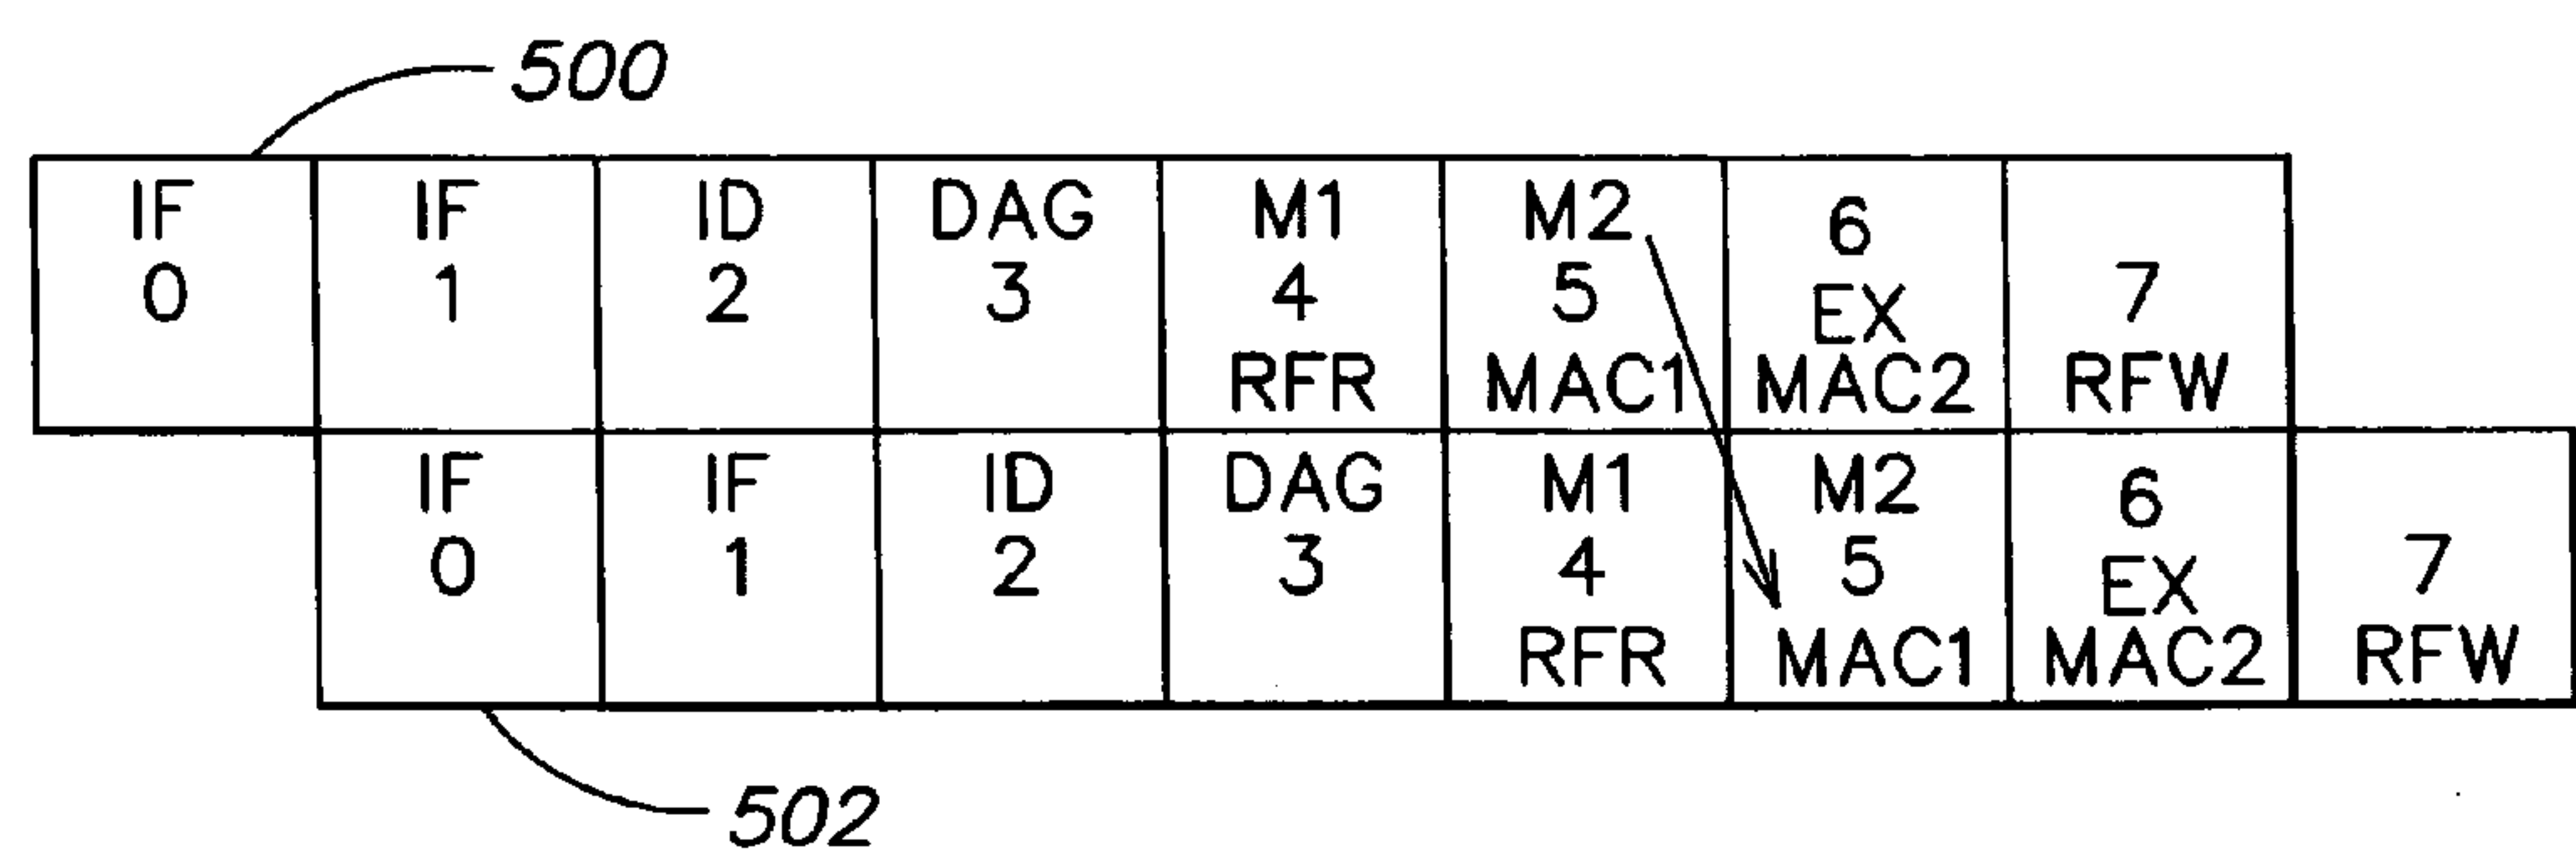 500
IF IF ID DAG M1 M2 6
0 1 2 3 4 5 EX 7
RFR MAC1 MAC2 RFW
IF IF ID DAG M1 M2 6
0 1 2 3 4 5 EX 7
RFR MAC1 MAC2 RFW
502